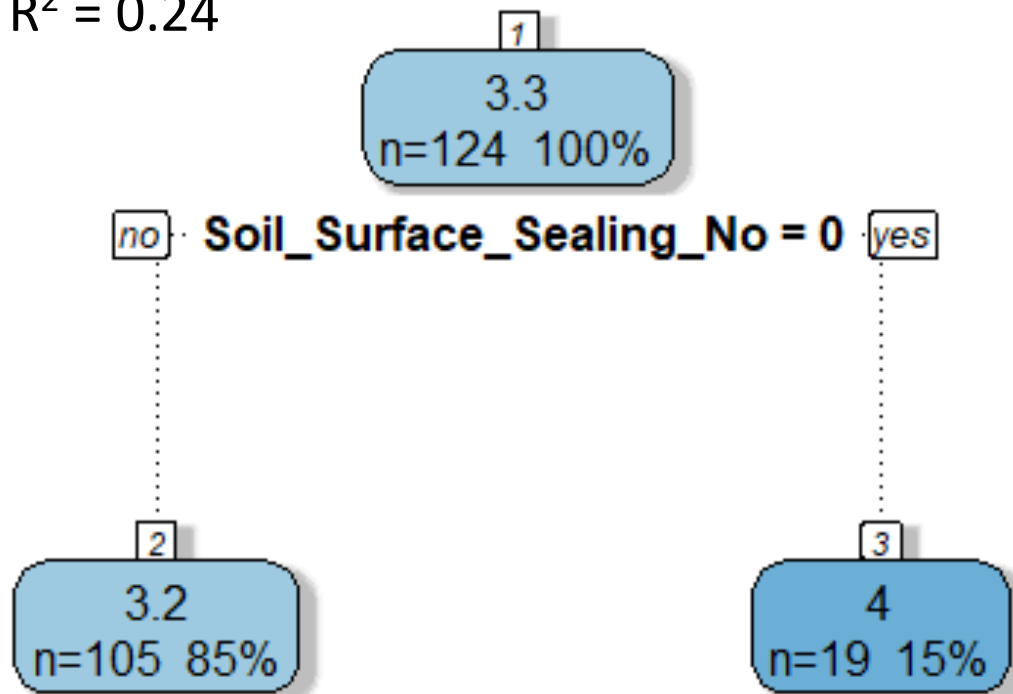 R² = 0.24
1
3.3
n=124 100%
no Soil_Surface_Sealing_No = 0 yes
2
3.2
n=105 85%
3
4
n=19 15%